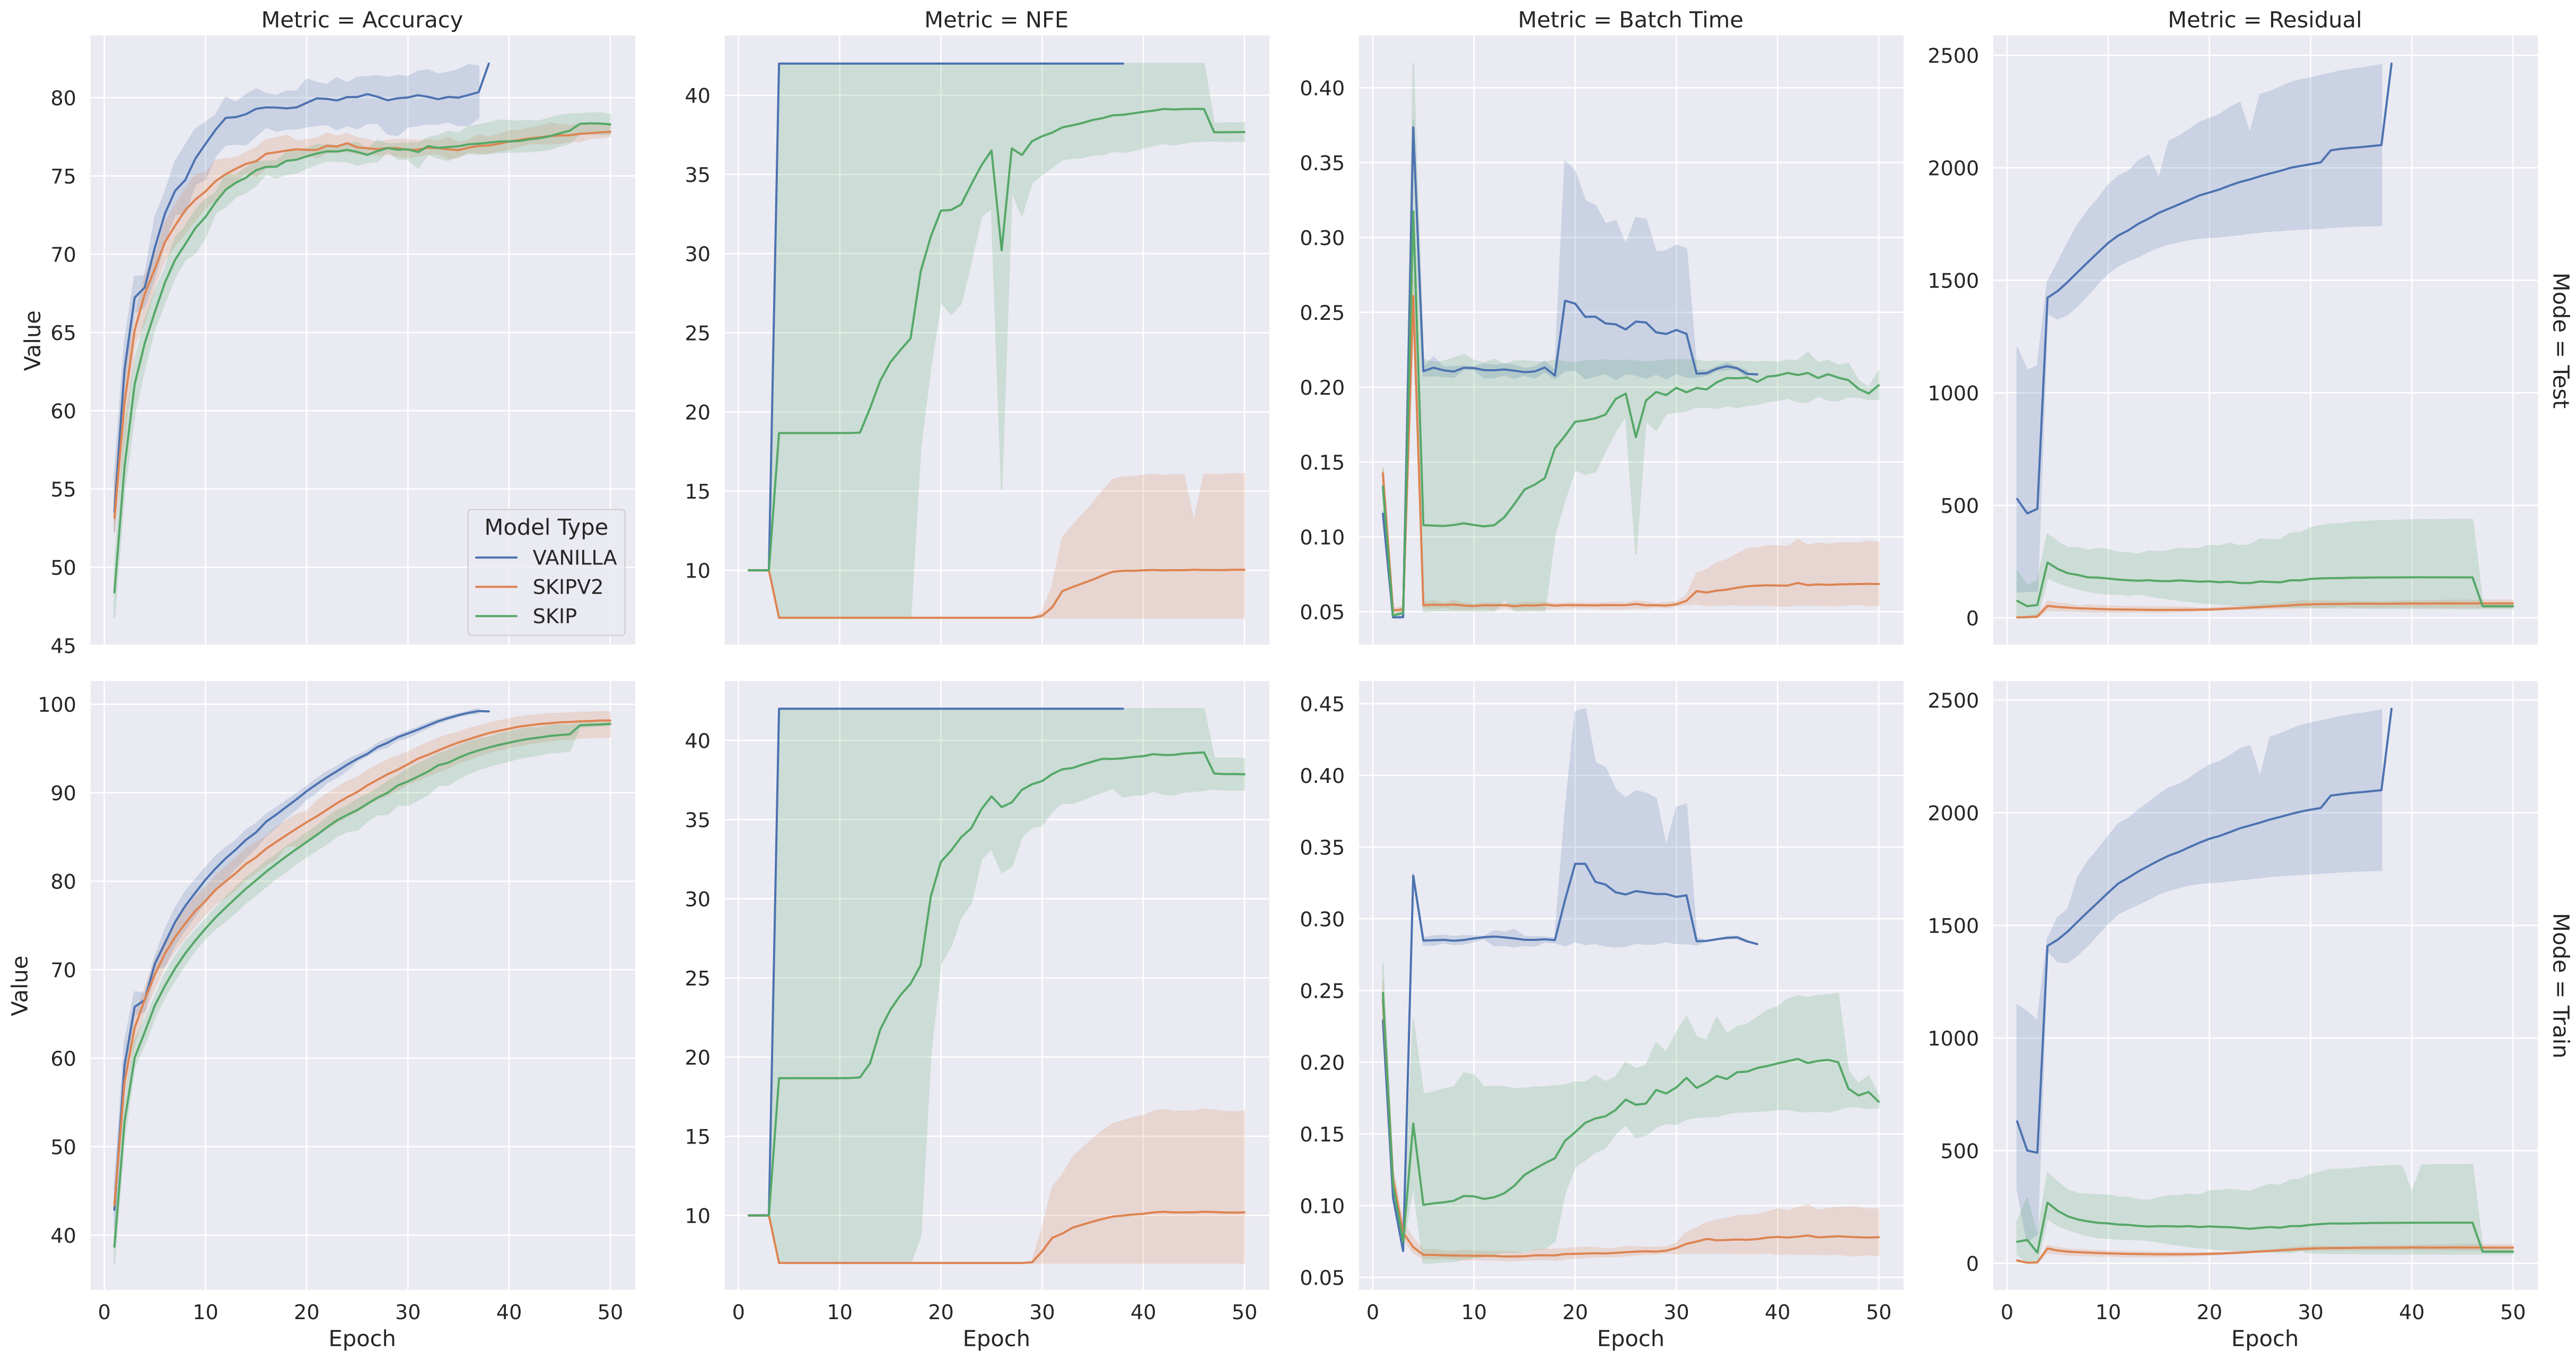 Metric = Accuracy
Metric = NFE
Metric = Batch Time
Metric = Residual
Value
80
75
70
65
60
55
50
45
Model Type
VANILLA
SKIPV2
SKIP
40
35
30
25
20
15
10
0.40
0.35
0.30
0.25
0.20
0.15
0.10
0.05
2500
2000
1500
1000
500
0
Mode = Test
Value
100
90
80
70
60
50
40
0 10 20 30 40 50
Epoch
40
35
30
25
20
15
10
0 10 20 30 40 50
Epoch
0.45
0.40
0.35
0.30
0.25
0.20
0.15
0.10
0.05
0 10 20 30 40 50
Epoch
2500
2000
1500
1000
500
0
0 10 20 30 40 50
Epoch
Mode = Train